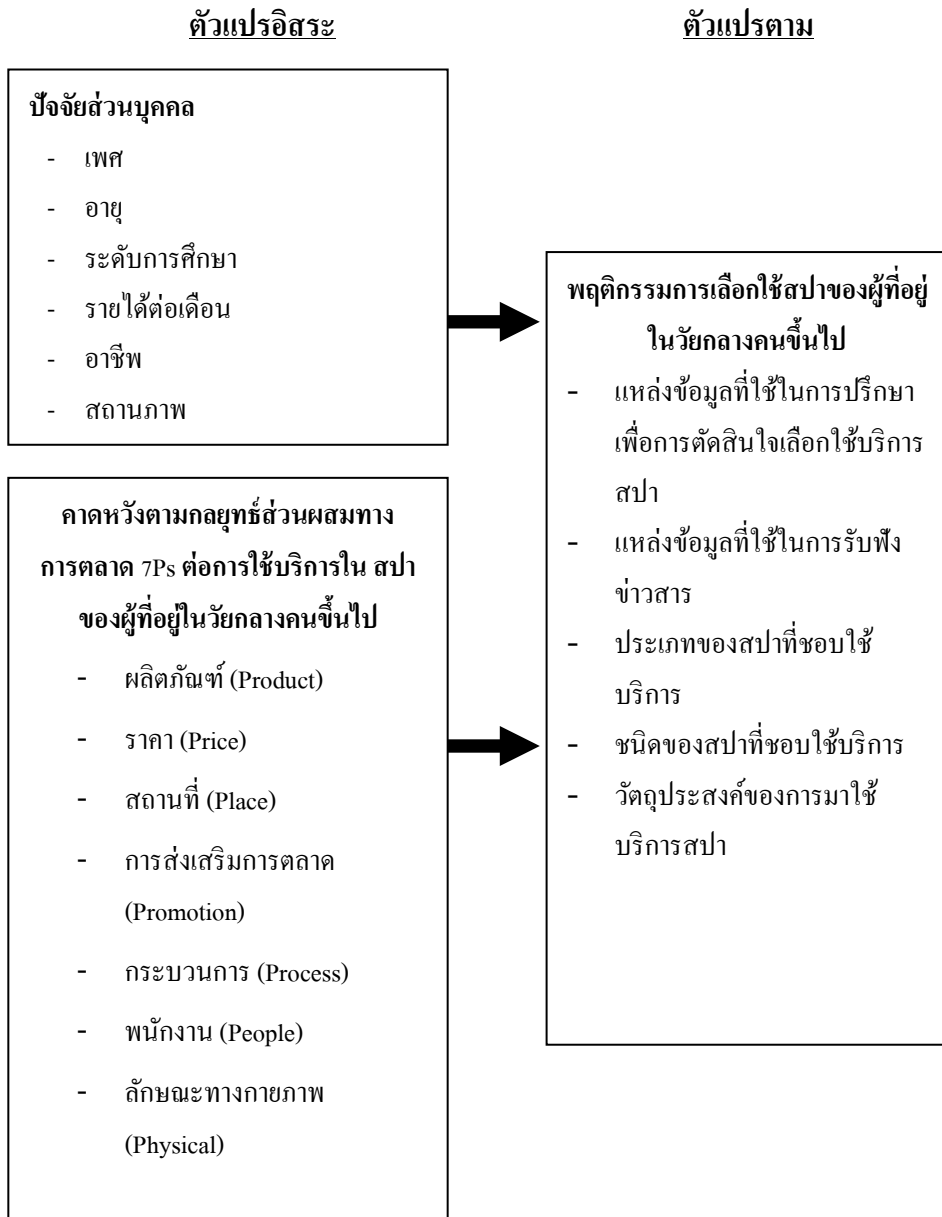 ตัวแปรอิสระ
ตัวแปรตาม
ปัจจัยส่วนบุคคล
- เพศ
- อายุ
- ระดับการศึกษา
- รายได้ต่อเดือน
- อาชีพ
- สถานภาพ
คาดหวังตามกลยุทธ์ส่วนผสมทาง
การตลาด 7Ps ต่อการใช้บริการใน สปา
ของผู้ที่อยู่ในวัยกลางคนขึ้นไป
- ผลิตภัณฑ์ (Product)
- ราคา (Price)
- สถานที่ (Place)
- การส่งเสริมการตลาด
(Promotion)
- กระบวนการ (Process)
- พนักงาน (People)
- ลักษณะทางกายภาพ
(Physical)
พฤติกรรมการเลือกใช้สปาของผู้ที่อยู่
ในวัยกลางคนขึ้นไป
- แหล่งข้อมูลที่ใช้ในการปรึกษา
เพื่อการตัดสินใจเลือกใช้บริการ
สปา
- แหล่งข้อมูลที่ใช้ในการรับฟัง
ข่าวสาร
- ประเภทของสปาที่ชอบใช้
บริการ
- ชนิดของสปาที่ชอบใช้บริการ
- วัตถุประสงค์ของการมาใช้
บริการสปา